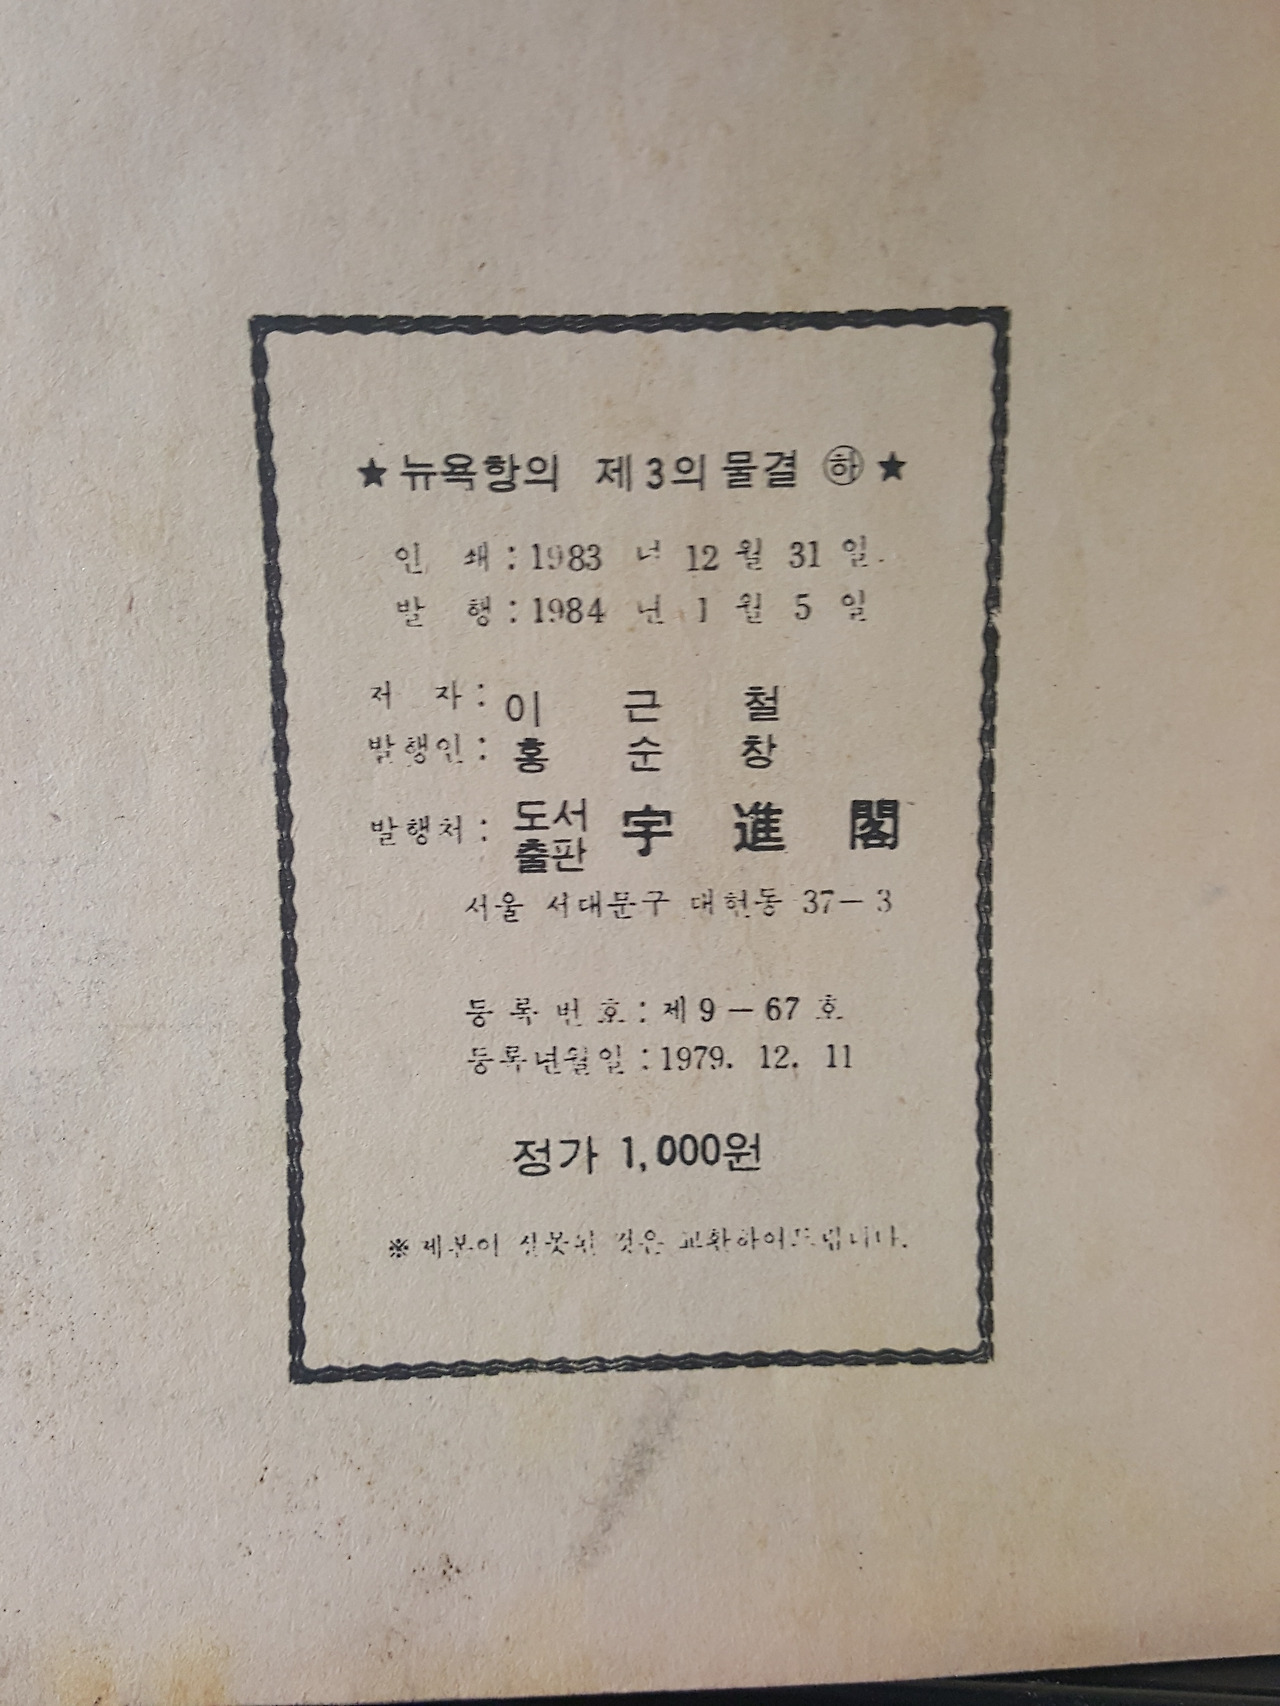 ★뉴욕항의 제3의 물결 ㊦★
인 쇄 : 1983 년 12 월 31 일.
발 행 : 1984 년 1 월 5 일
저 자 : 이 근 철
발행인 : 홍 순 창
발행처 : 도서출판 宇 進 閣
서울 서대문구 대현동 37-3
등 록 번 호 : 제 9 - 67 호
등록년월일 : 1979. 12. 11
정가 1,000원
※ 제본이 잘못된 것은 교환하여드립니다.